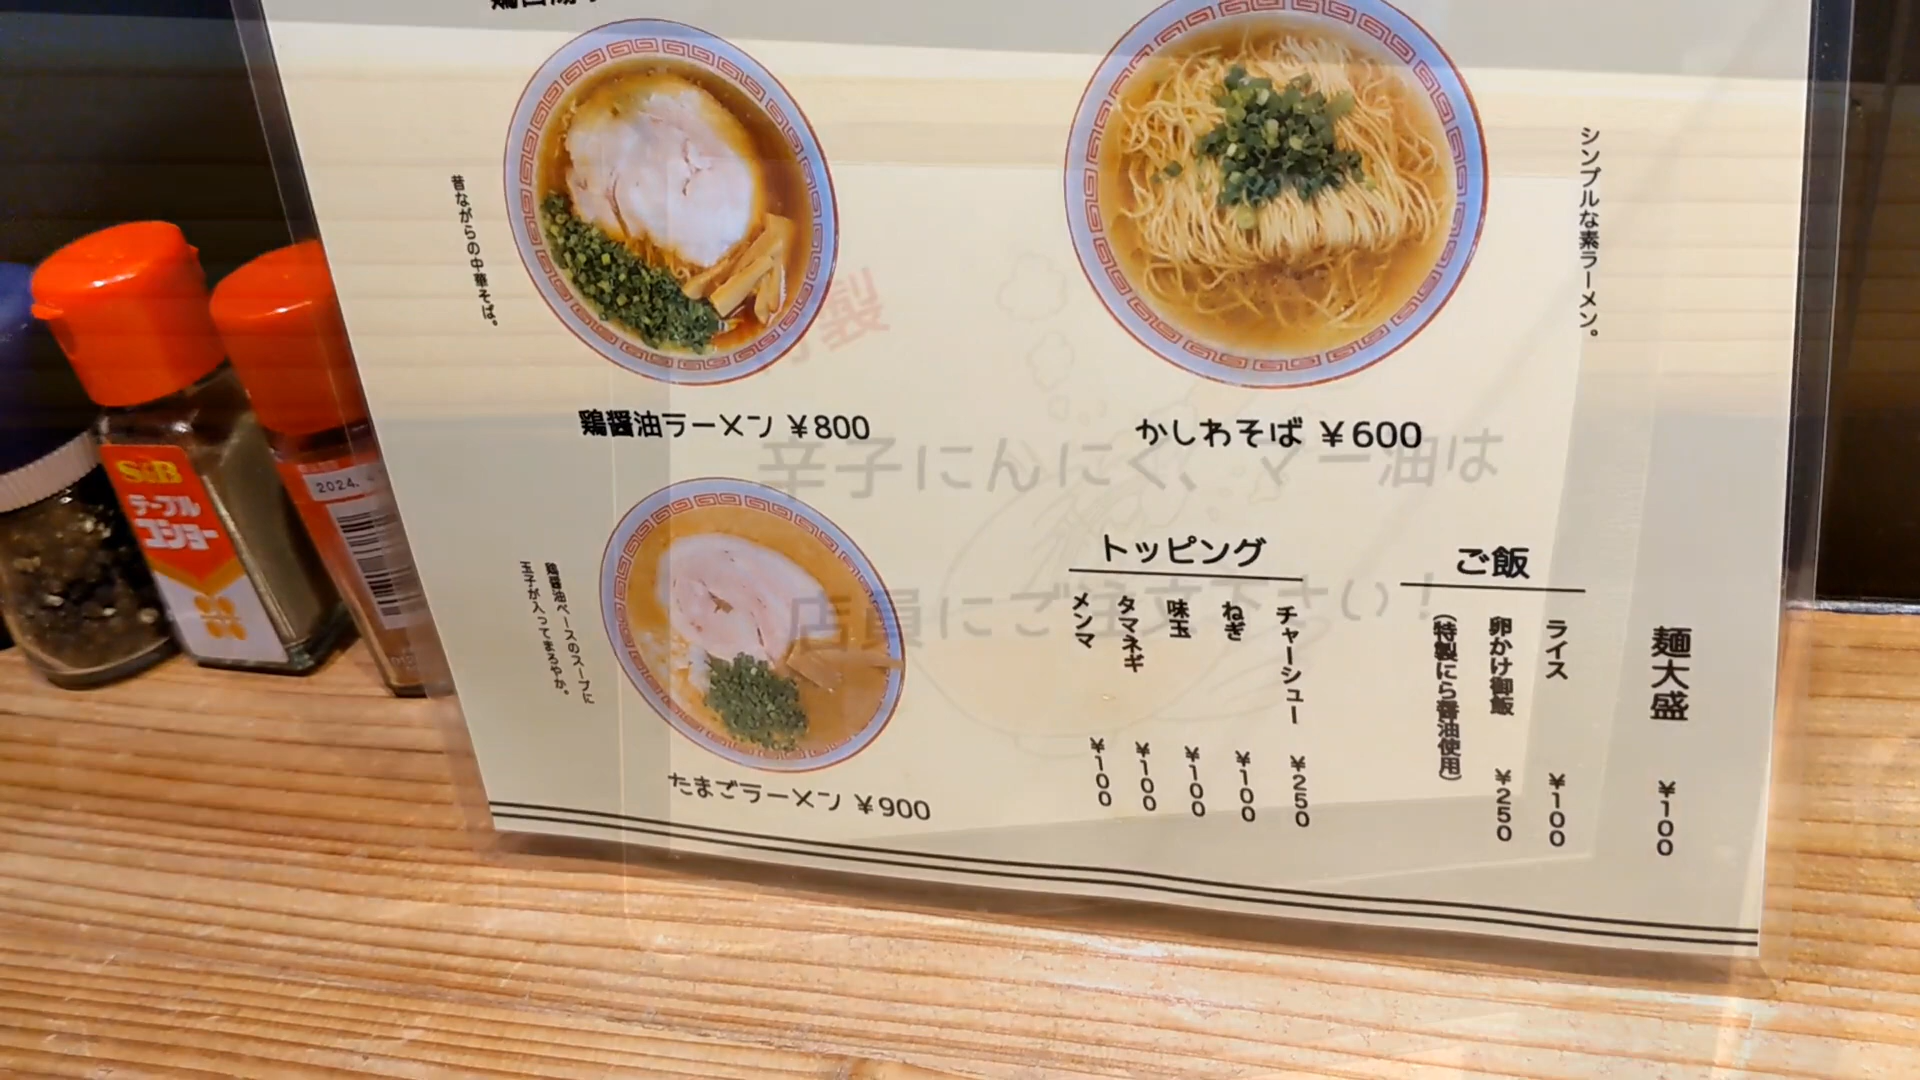 昔ながらの中華そば。
鶏醤油ラーメン ¥800
シンプルな素ラーメン。
かしわそば ¥600
製
辛子にんにく、マー油は
店員にご注文下さい!
鶏醤油ベースのスープに
玉子が入ってまろやか。
たまごラーメン ¥900
トッピング
チャーシュー ¥250
ねぎ ¥100
味玉 ¥100
タマネギ ¥100
メンマ ¥100
ご飯
ライス ¥100
卵かけ御飯 ¥250
(特製にら醤油使用)
麺大盛 ¥100
S&B
テーブル
コショー
2024.